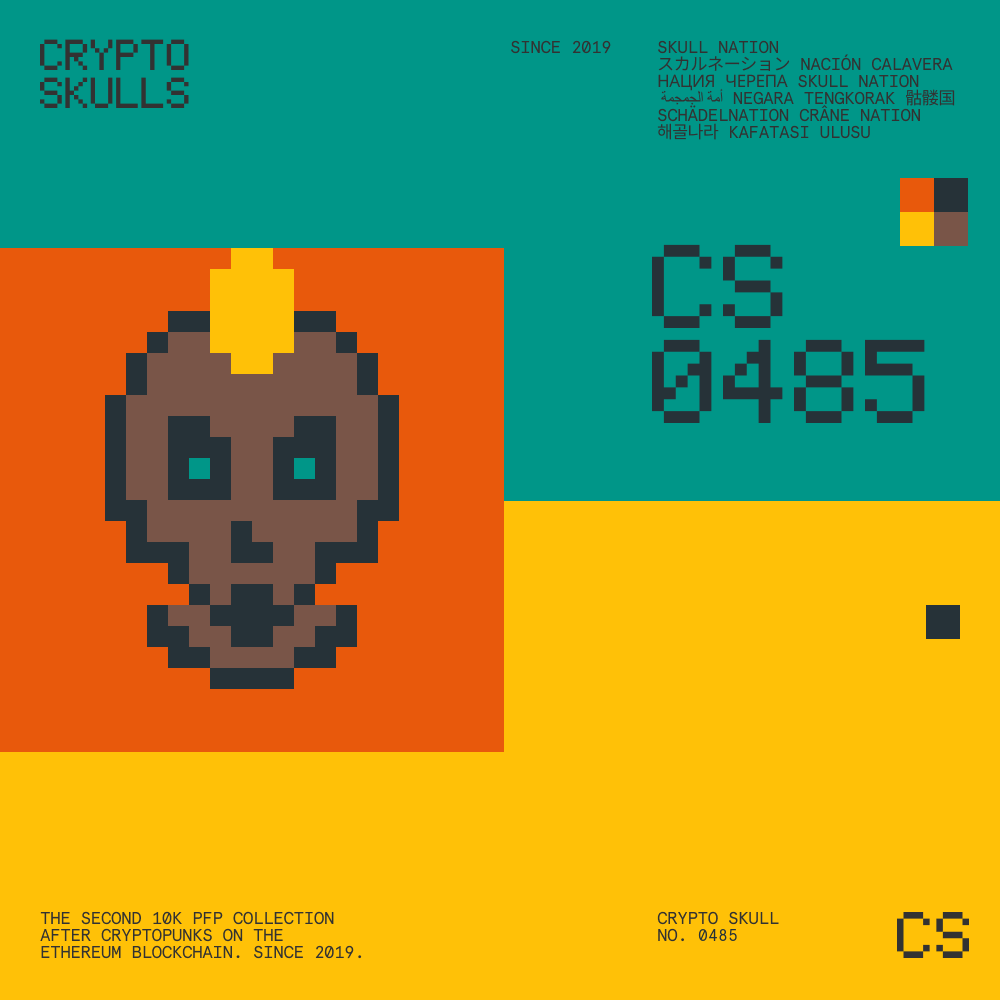 CRYPTO
SKULLS
SINCE 2019
SKULL NATION
スカルネーション NACIÓN CALAVERA
НАЦИЯ ЧЕРЕПА SKULL NATION
أمة الجمجمة NEGARA TENGKORAK 骷髅国
SCHÄDELNATION CRÂNE NATION
해골나라 KAFATASI ULUSU
CS
0485
THE SECOND 10K PFP COLLECTION
AFTER CRYPTOPUNKS ON THE
ETHEREUM BLOCKCHAIN. SINCE 2019.
CRYPTO SKULL
NO. 0485
CS